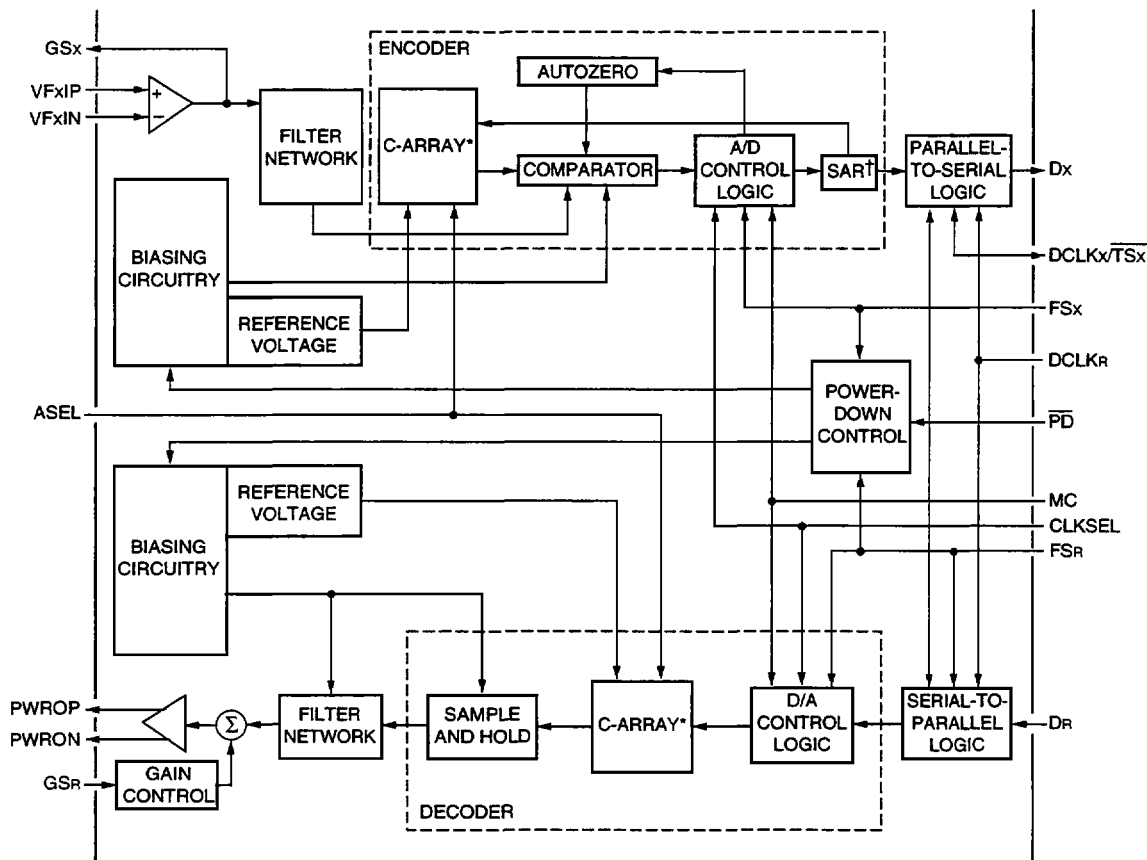 GSx
VFxIP
VFxIN
+
−
FILTER
NETWORK
ENCODER
AUTOZERO
C-ARRAY*
COMPARATOR
A/D
CONTROL
LOGIC
SAR†
PARALLEL-
TO-SERIAL
LOGIC
Dx
DCLKx/TSx
BIASING
CIRCUITRY
REFERENCE
VOLTAGE
FSx
DCLKR
POWER-
DOWN
CONTROL
PD
ASEL
BIASING
CIRCUITRY
REFERENCE
VOLTAGE
MC
CLKSEL
FSR
PWROP
PWRON
GSR
GAIN
CONTROL
Σ
FILTER
NETWORK
SAMPLE
AND HOLD
C-ARRAY*
D/A
CONTROL
LOGIC
SERIAL-TO-
PARALLEL
LOGIC
DR
DECODER